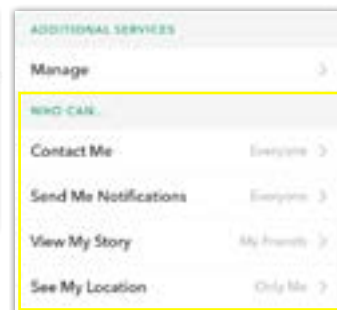 ADDITIONAL SERVICES
Manage
WHO CAN...
Contact Me Everyone
Send Me Notifications Everyone
View My Story My Friends
See My Location Only Me